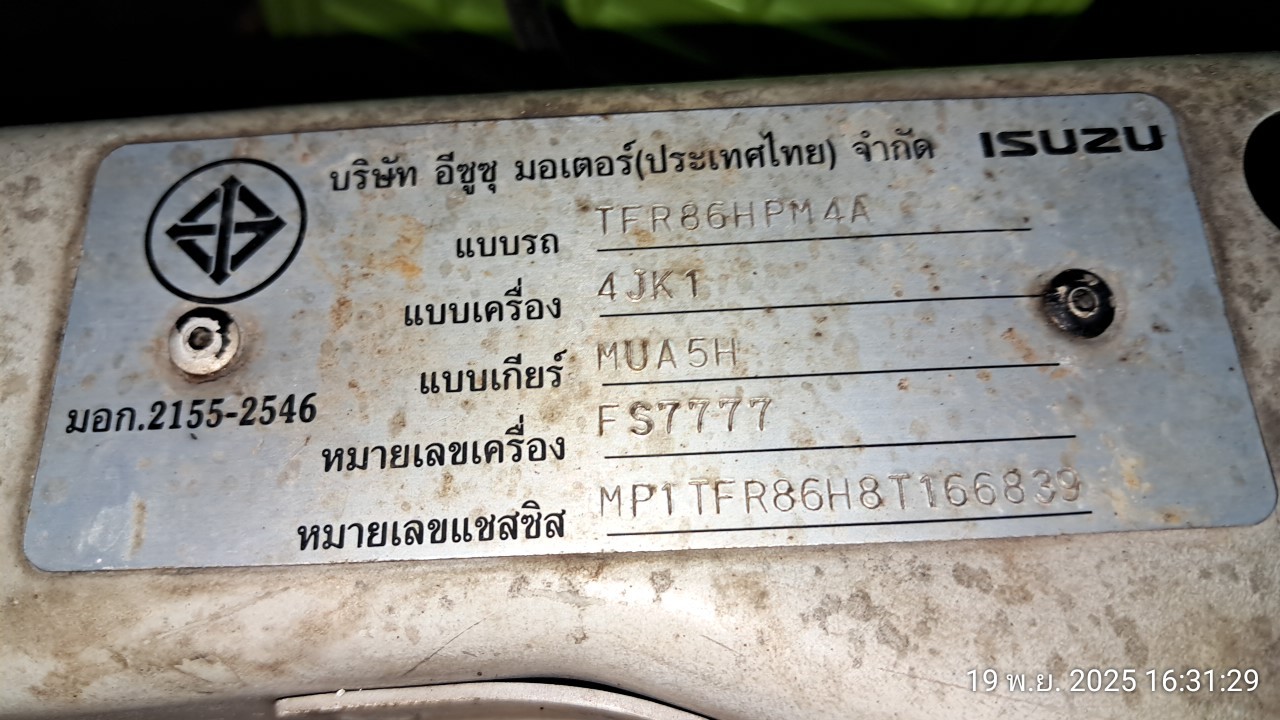 บริษัท อีซูซุ มอเตอร์(ประเทศไทย) จำกัด ISUZU
แบบรถ TFR86HPM4A
แบบเครื่อง 4JK1
แบบเกียร์ MUA5H
มอก.2155-2546
หมายเลขเครื่อง FS7777
หมายเลขแชสซิส MP1TFR86H8T166839
19 พ.ย. 2025 16:31:29